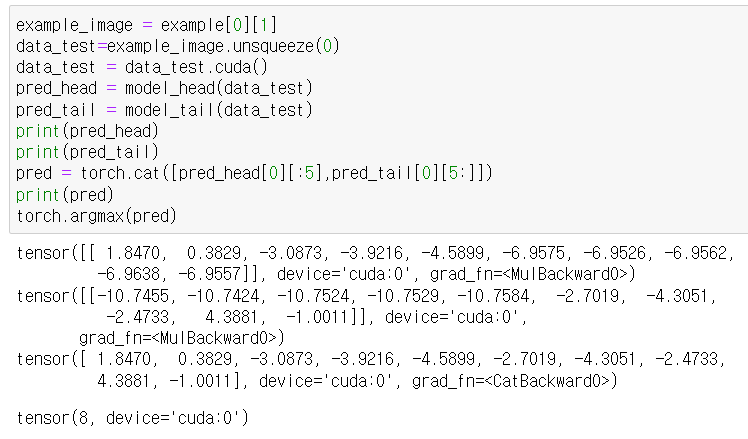 example_image = example[0][1]
data_test=example_image.unsqueeze(0)
data_test = data_test.cuda()
pred_head = model_head(data_test)
pred_tail = model_tail(data_test)
print(pred_head)
print(pred_tail)
pred = torch.cat([pred_head[0][:5],pred_tail[0][5:]])
print(pred)
torch.argmax(pred)
tensor([[ 1.8470, 0.3829, -3.0873, -3.9216, -4.5899, -6.9575, -6.9526, -6.9562,
-6.9638, -6.9557]], device='cuda:0', grad_fn=<MulBackward0>)
tensor([[-10.7455, -10.7424, -10.7524, -10.7529, -10.7584, -2.7019, -4.3051,
-2.4733, 4.3881, -1.0011]], device='cuda:0',
grad_fn=<MulBackward0>)
tensor([ 1.8470, 0.3829, -3.0873, -3.9216, -4.5899, -2.7019, -4.3051, -2.4733,
4.3881, -1.0011], device='cuda:0', grad_fn=<CatBackward0>)
tensor(8, device='cuda:0')